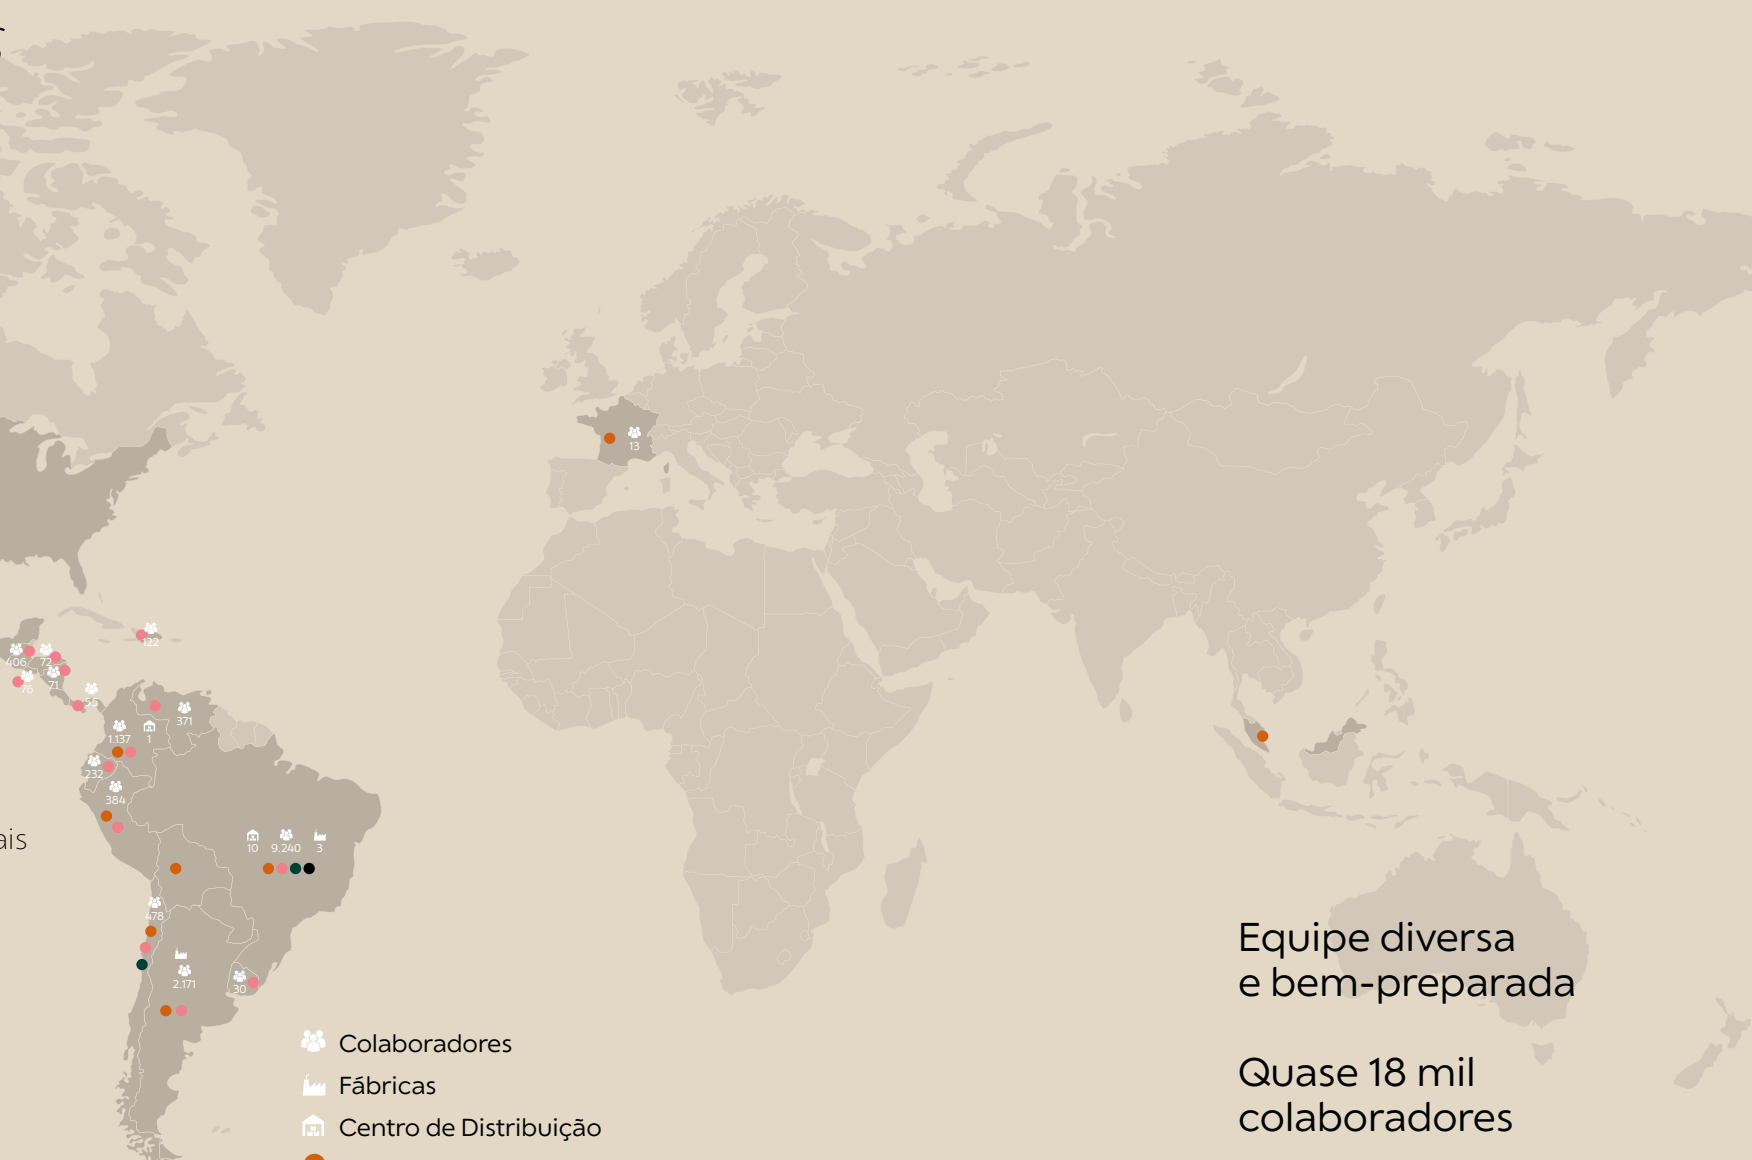 13
122
406
72
76
71
55
371
1.137
1
232
384
ais
10
9.240
3
478
2.171
30
Equipe diversa
e bem-preparada
Colaboradores
Fábricas
Quase 18 mil
colaboradores
Centro de Distribuição